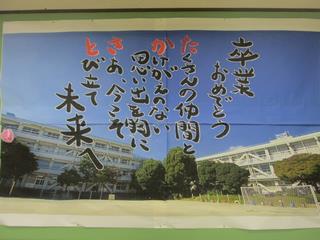 卒業
おめでとう
たくさんの仲間と
かけがえのない
思い出を胸に
さあ、今こそ
とび立て
未来へ